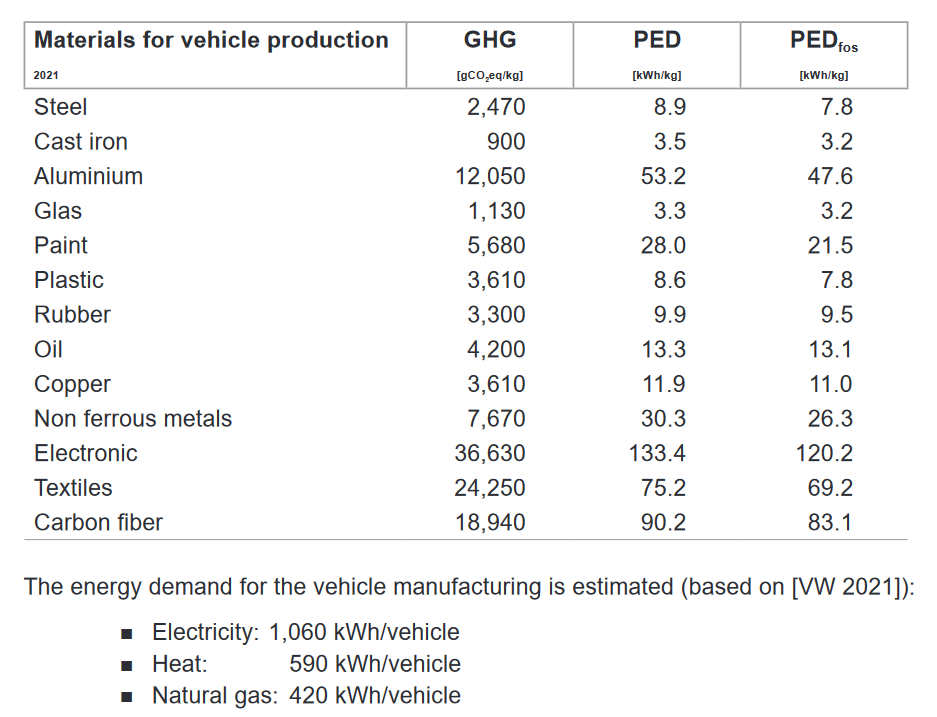 Materials for vehicle production GHG PED PEDfos
2021 [gCO2eq/kg] [kWh/kg] [kWh/kg]
Steel 2,470 8.9 7.8
Cast iron 900 3.5 3.2
Aluminium 12,050 53.2 47.6
Glas 1,130 3.3 3.2
Paint 5,680 28.0 21.5
Plastic 3,610 8.6 7.8
Rubber 3,300 9.9 9.5
Oil 4,200 13.3 13.1
Copper 3,610 11.9 11.0
Non ferrous metals 7,670 30.3 26.3
Electronic 36,630 133.4 120.2
Textiles 24,250 75.2 69.2
Carbon fiber 18,940 90.2 83.1
The energy demand for the vehicle manufacturing is estimated (based on [VW 2021]):
■ Electricity: 1,060 kWh/vehicle
■ Heat: 590 kWh/vehicle
■ Natural gas: 420 kWh/vehicle